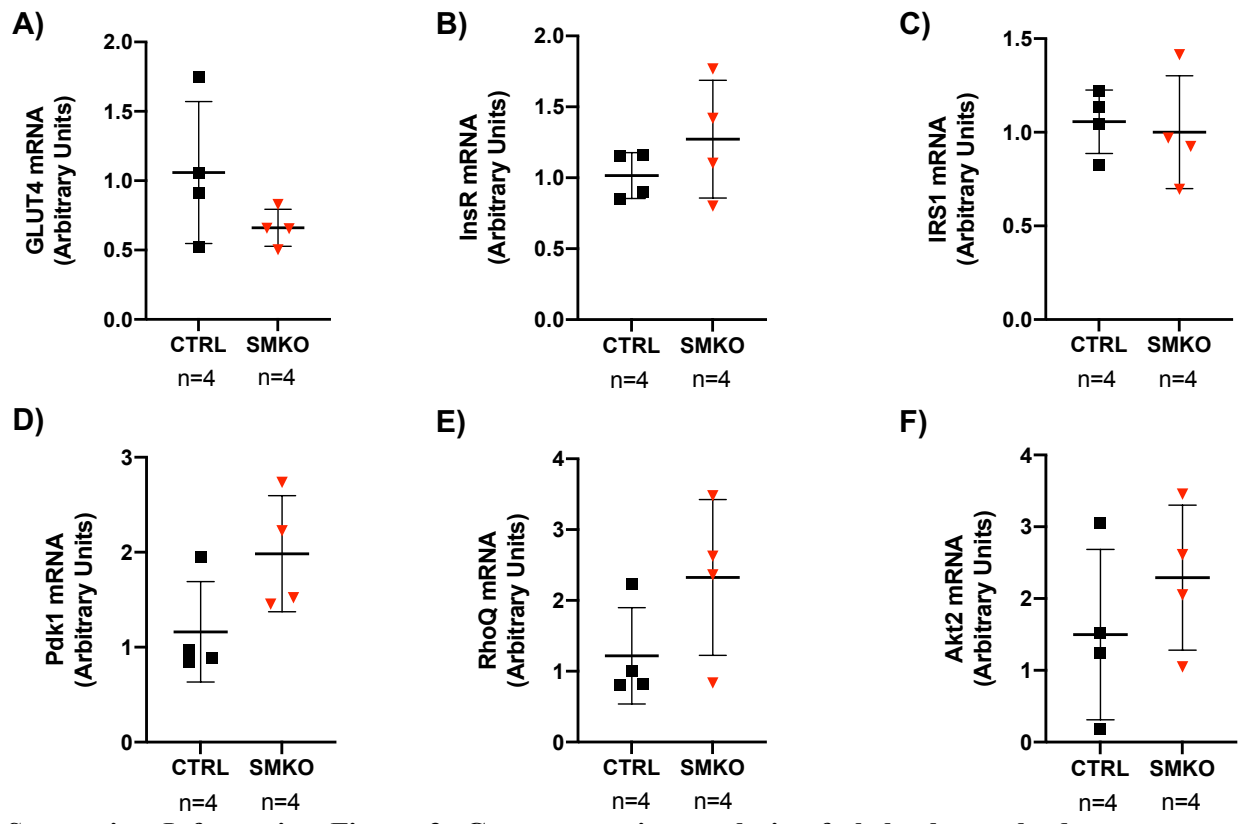 A)
GLUT4 mRNA
(Arbitrary Units)
2.0
1.5
1.0
0.5
0.0
CTRL SMKO
n=4 n=4
B)
InsR mRNA
(Arbitrary Units)
2.0
1.5
1.0
0.5
0.0
CTRL SMKO
n=4 n=4
C)
IRS1 mRNA
(Arbitrary Units)
1.5
1.0
0.5
0.0
CTRL SMKO
n=4 n=4
D)
Pdk1 mRNA
(Arbitrary Units)
3
2
1
0
CTRL SMKO
n=4 n=4
E)
RhoQ mRNA
(Arbitrary Units)
4
3
2
1
0
CTRL SMKO
n=4 n=4
F)
Akt2 mRNA
(Arbitrary Units)
4
3
2
1
0
CTRL SMKO
n=4 n=4